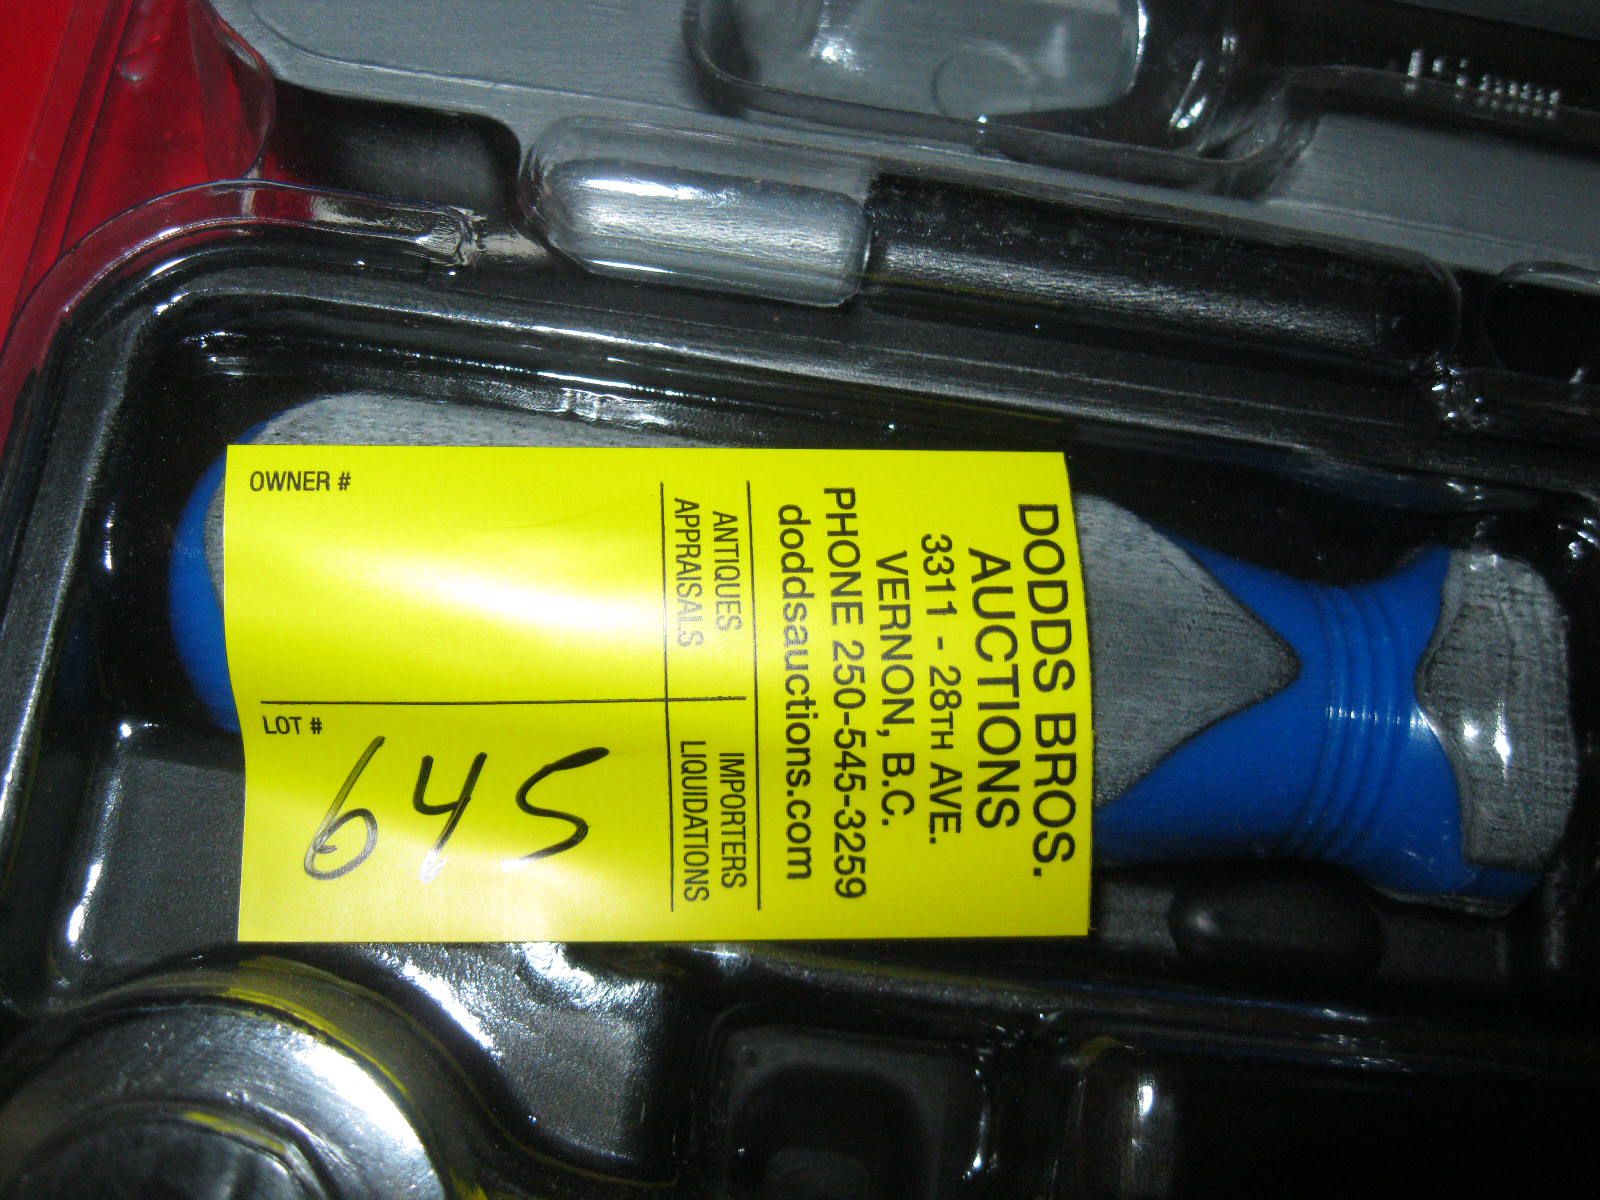 DODDS BROS.
AUCTIONS
3311 - 28TH AVE.
VERNON, B.C.
PHONE 250-545-3259
doddsauctions.com
ANTIQUES IMPORTERS
APPRAISALS LIQUIDATIONS
OWNER #
LOT #
645